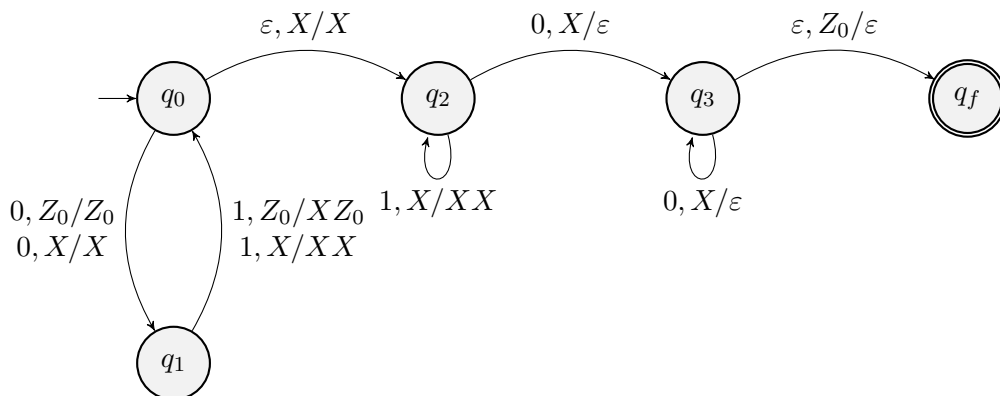 ε, X/X
0, X/ε
ε, Z₀/ε
q₀
q₂
q₃
q_f
1, X/XX
0, X/ε
0, Z₀/Z₀
0, X/X
1, Z₀/XZ₀
1, X/XX
q₁